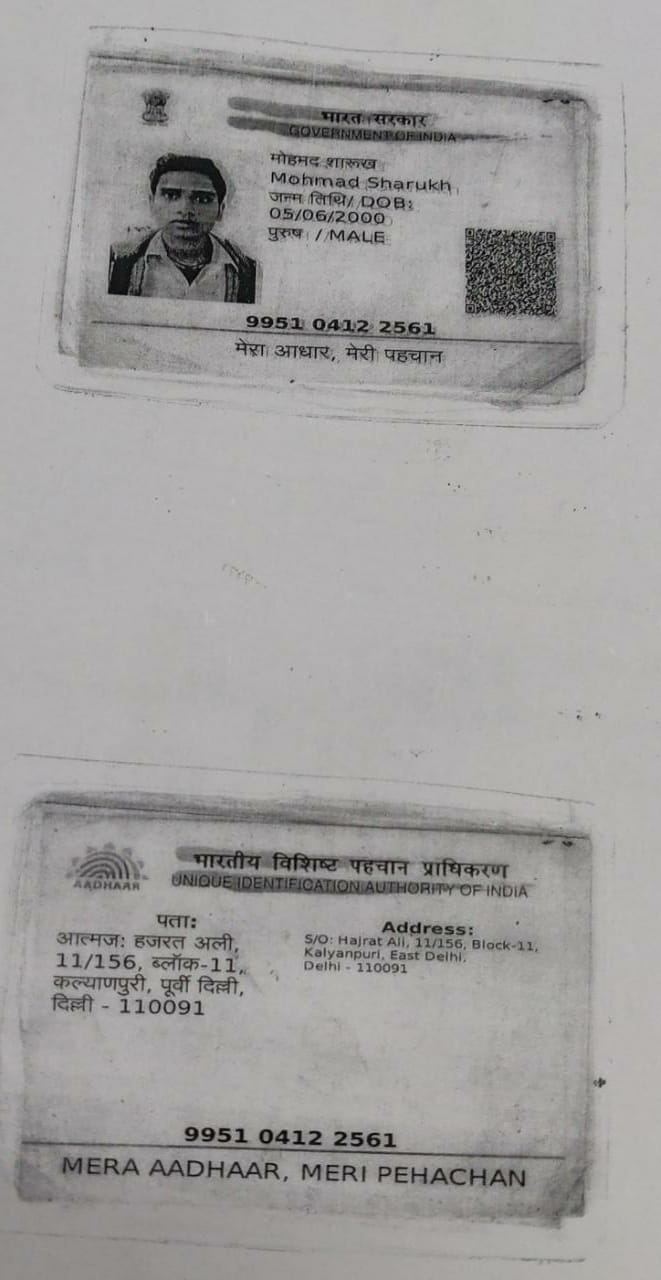 भारत सरकार
GOVERNMENT OF INDIA
मोहमद शारूख
Mohmad Sharukh
जन्म तिथि/ DOB:
05/06/2000
पुरुष / MALE
9951 0412 2561
मेरा आधार, मेरी पहचान
AADHAAR
भारतीय विशिष्ट पहचान प्राधिकरण
UNIQUE IDENTIFICATION AUTHORITY OF INDIA
पता:
आत्मज: हजरत अली,
11/156, ब्लॉक-11,
कल्याणपुरी, पूर्वी दिल्ली,
दिल्ली - 110091
Address:
S/O: Hajrat Ali, 11/156, Block-11,
Kalyanpuri, East Delhi,
Delhi - 110091
9951 0412 2561
MERA AADHAAR, MERI PEHACHAN